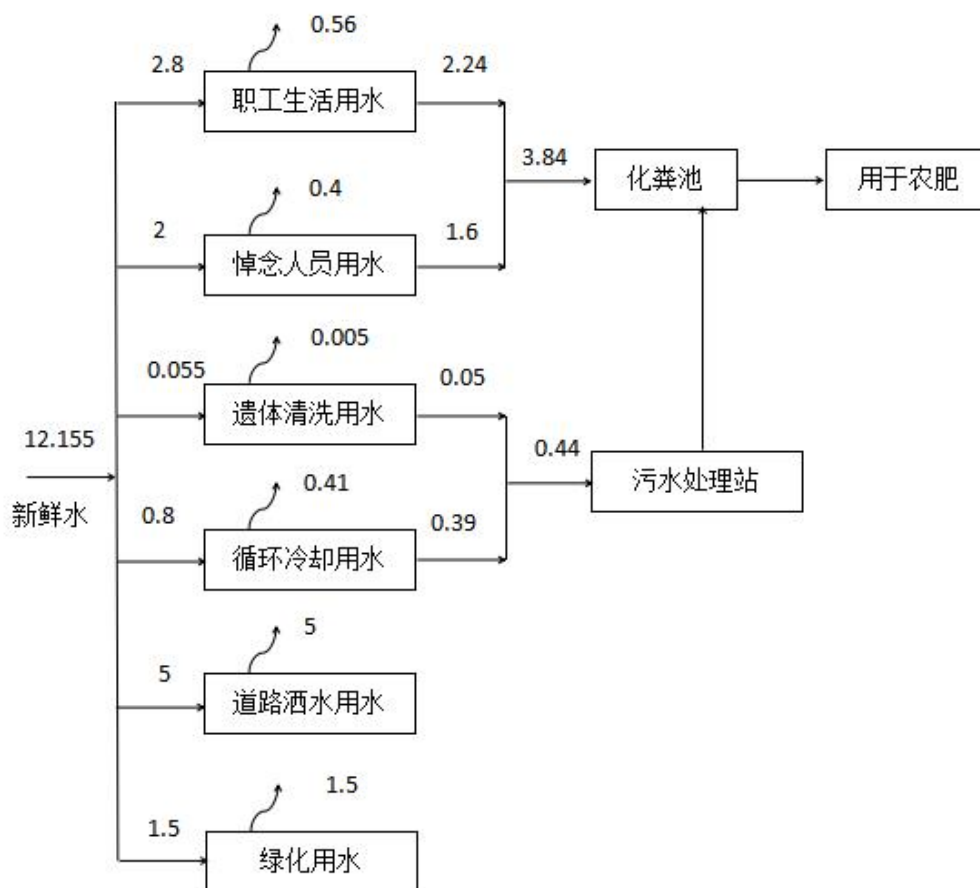 0.56
2.8
2.24
职工生活用水
3.84
化粪池
用于农肥
0.4
2
1.6
悼念人员用水
0.005
0.055
0.05
遗体清洗用水
12.155
新鲜水
0.44
污水处理站
0.41
0.8
0.39
循环冷却用水
5
5
道路洒水用水
1.5
1.5
绿化用水